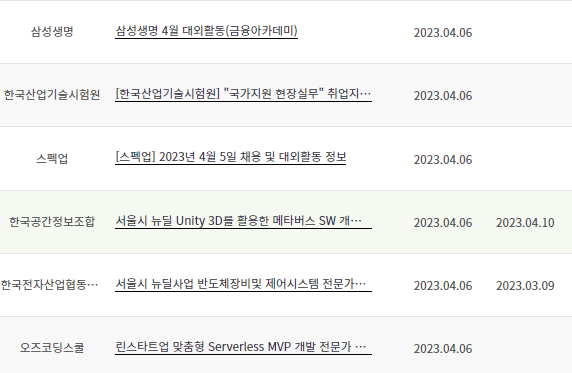 삼성생명 삼성생명 4월 대외활동(금융아카데미) 2023.04.06
한국산업기술시험원 [한국산업기술시험원] "국가지원 현장실무" 취업지… 2023.04.06
스펙업 [스펙업] 2023년 4월 5일 채용 및 대외활동 정보 2023.04.06
한국공간정보조합 서울시 뉴딜 Unity 3D를 활용한 메타버스 SW 개… 2023.04.06 2023.04.10
한국전자산업협동… 서울시 뉴딜사업 반도체장비및 제어시스템 전문가… 2023.04.06 2023.03.09
오즈코딩스쿨 린스타트업 맞춤형 Serverless MVP 개발 전문가 … 2023.04.06